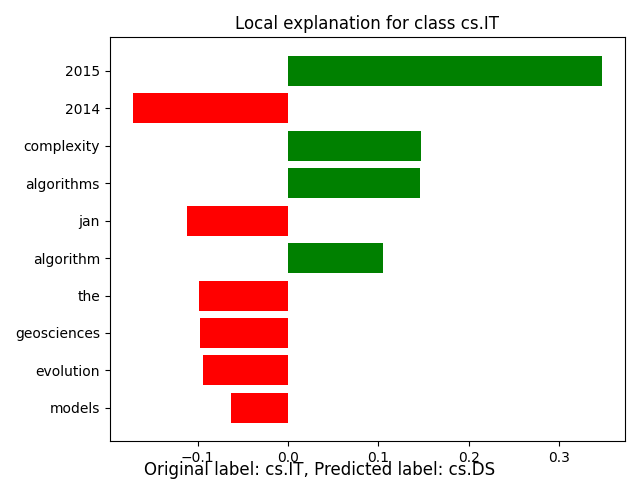 Local explanation for class cs.IT
2015
2014
complexity
algorithms
jan
algorithm
the
geosciences
evolution
models
−0.1 0.0 0.1 0.2 0.3
Original label: cs.IT, Predicted label: cs.DS